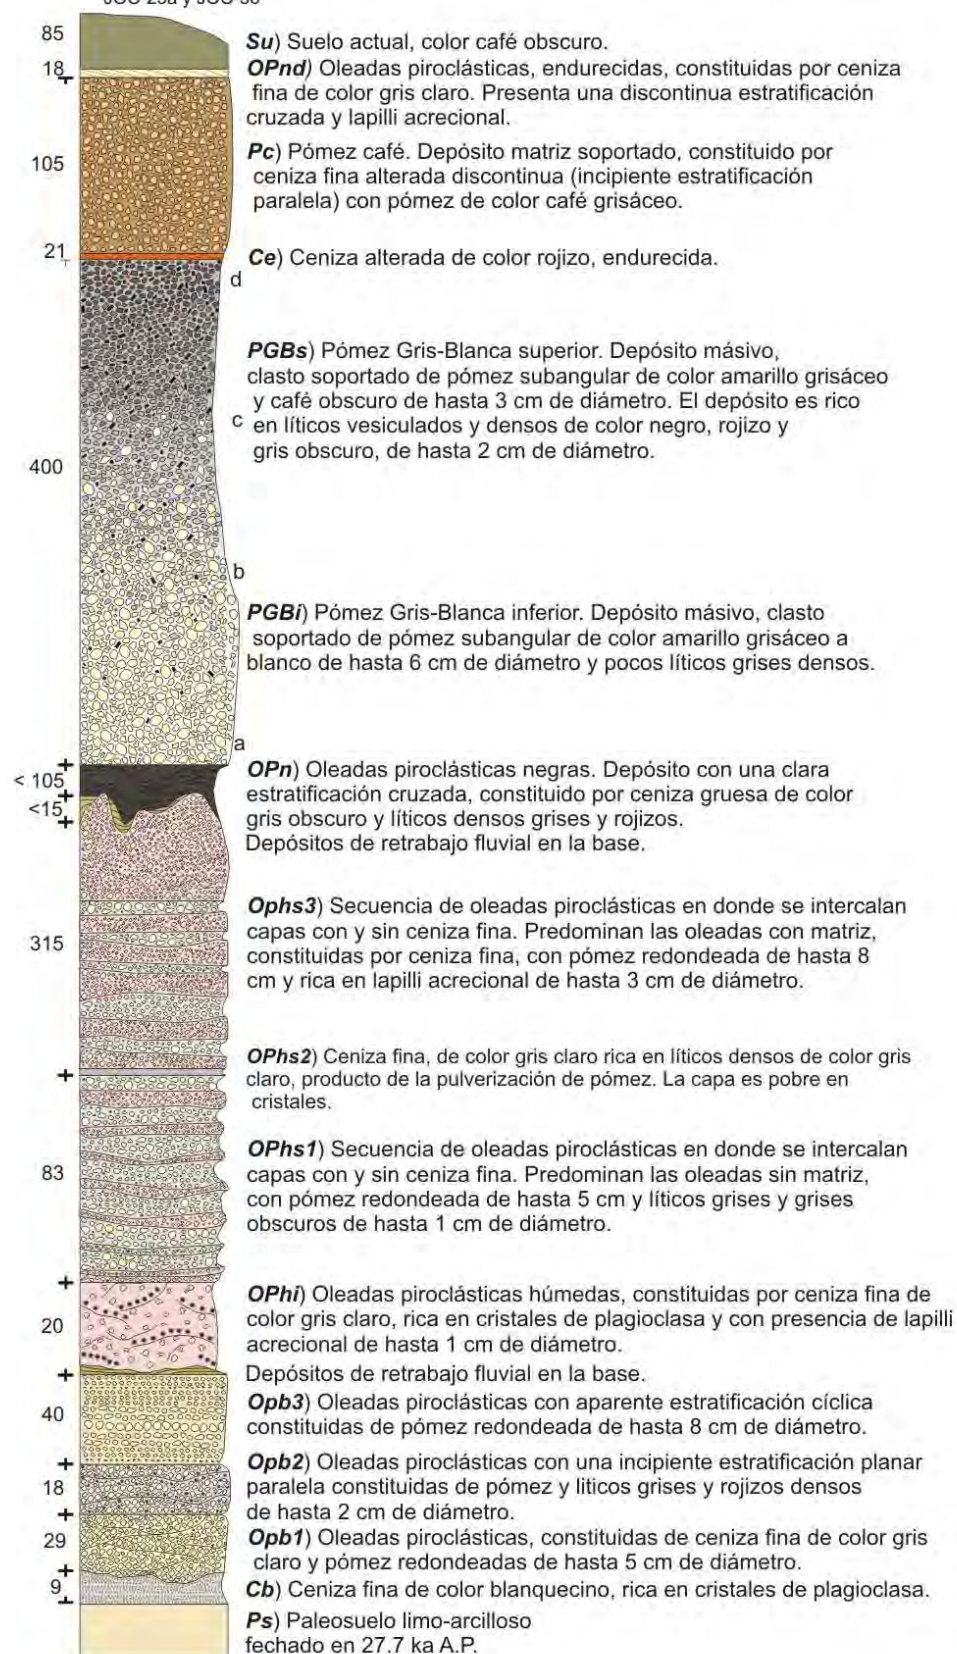 JOC-25a y JOC-30
85
Su) Suelo actual, color café obscuro.
18
OPnd) Oleadas piroclásticas, endurecidas, constituidas por ceniza
fina de color gris claro. Presenta una discontinua estratificación
cruzada y lapilli acrecional.
105
Pc) Pómez café. Depósito matriz soportado, constituido por
ceniza fina alterada discontinua (incipiente estratificación
paralela) con pómez de color café grisáceo.
21
Ce) Ceniza alterada de color rojizo, endurecida.
d
PGBs) Pómez Gris-Blanca superior. Depósito másivo,
clasto soportado de pómez subangular de color amarillo grisáceo
y café obscuro de hasta 3 cm de diámetro. El depósito es rico
c
en líticos vesiculados y densos de color negro, rojizo y
gris obscuro, de hasta 2 cm de diámetro.
400
b
PGBi) Pómez Gris-Blanca inferior. Depósito másivo, clasto
soportado de pómez subangular de color amarillo grisáceo a
blanco de hasta 6 cm de diámetro y pocos líticos grises densos.
a
< 105
OPn) Oleadas piroclásticas negras. Depósito con una clara
estratificación cruzada, constituido por ceniza gruesa de color
<15
gris obscuro y líticos densos grises y rojizos.
Depósitos de retrabajo fluvial en la base.
315
Ophs3) Secuencia de oleadas piroclásticas en donde se intercalan
capas con y sin ceniza fina. Predominan las oleadas con matriz,
constituidas por ceniza fina, con pómez redondeada de hasta 8
cm y rica en lapilli acrecional de hasta 3 cm de diámetro.
OPhs2) Ceniza fina, de color gris claro rica en líticos densos de color gris
claro, producto de la pulverización de pómez. La capa es pobre en
cristales.
83
OPhs1) Secuencia de oleadas piroclásticas en donde se intercalan
capas con y sin ceniza fina. Predominan las oleadas sin matriz,
con pómez redondeada de hasta 5 cm y líticos grises y grises
obscuros de hasta 1 cm de diámetro.
20
OPhi) Oleadas piroclásticas húmedas, constituidas por ceniza fina de
color gris claro, rica en cristales de plagioclasa y con presencia de lapilli
acrecional de hasta 1 cm de diámetro.
Depósitos de retrabajo fluvial en la base.
40
Opb3) Oleadas piroclásticas con aparente estratificación cíclica
constituidas de pómez redondeada de hasta 8 cm de diámetro.
18
Opb2) Oleadas piroclásticas con una incipiente estratificación planar
paralela constituidas de pómez y liticos grises y rojizos densos
de hasta 2 cm de diámetro.
29
Opb1) Oleadas piroclásticas, constituidas de ceniza fina de color gris
claro y pómez redondeadas de hasta 5 cm de diámetro.
9
Cb) Ceniza fina de color blanquecino, rica en cristales de plagioclasa.
Ps) Paleosuelo limo-arcilloso
fechado en 27.7 ka A.P.